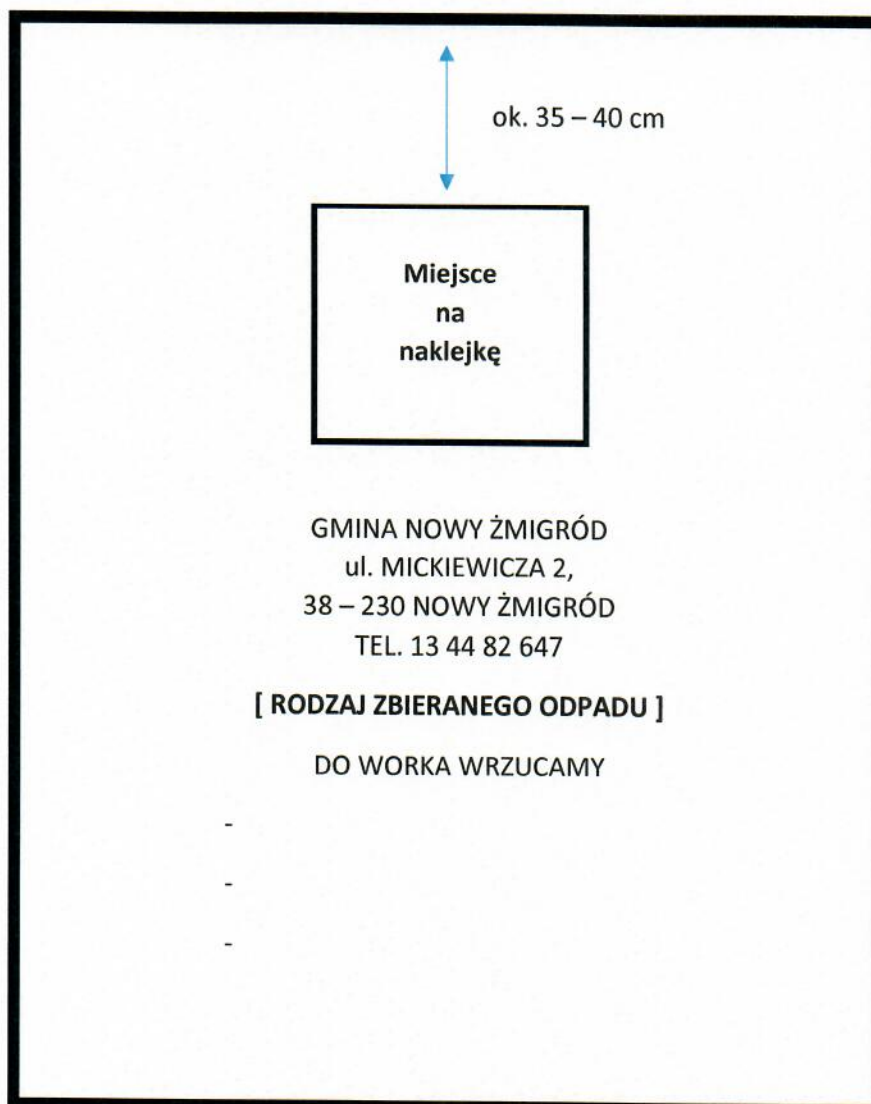 ok. 35 – 40 cm
Miejsce
na
naklejkę
GMINA NOWY ŻMIGRÓD
ul. MICKIEWICZA 2,
38 – 230 NOWY ŻMIGRÓD
TEL. 13 44 82 647
[ RODZAJ ZBIERANEGO ODPADU ]
DO WORKA WRZUCAMY
-
-
-